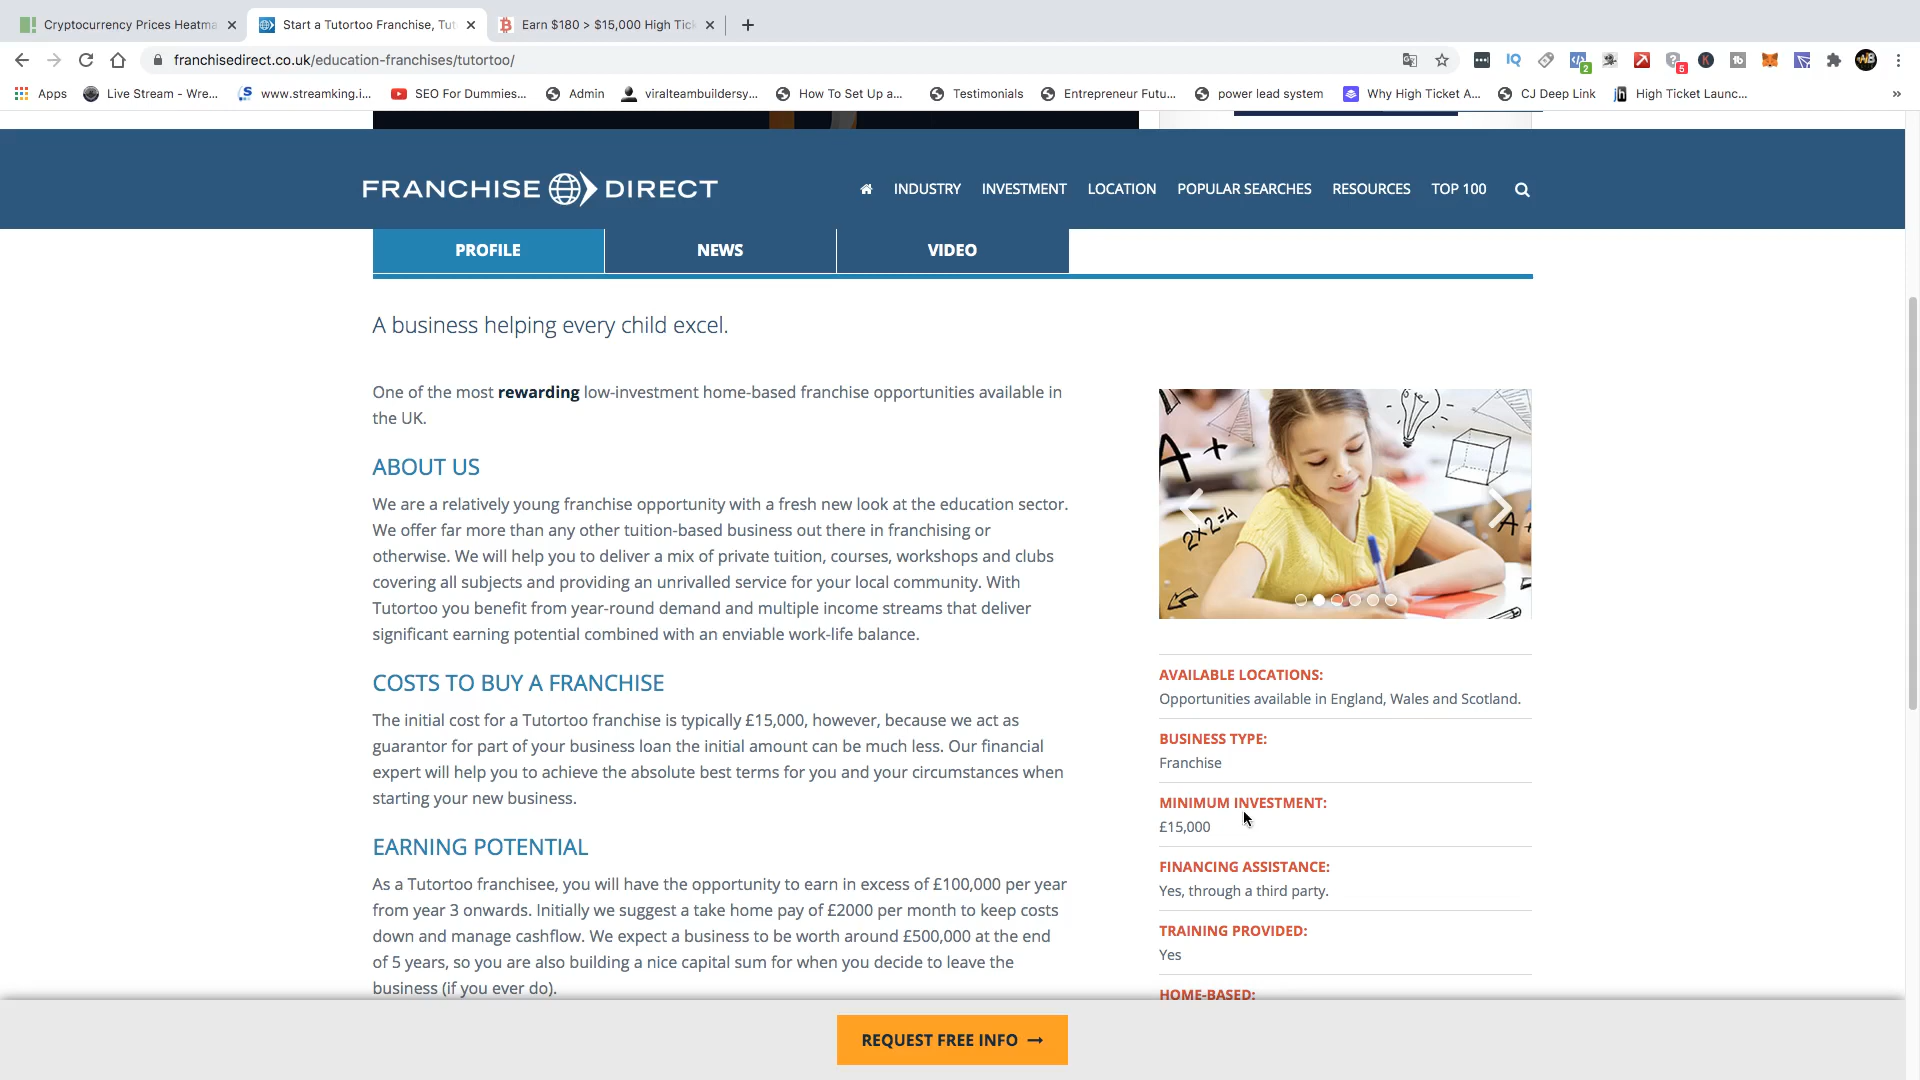 Cryptocurrency Prices Heatma
Start a Tutortoo Franchise, Tut
Earn $180 > $15,000 High Tick
franchisedirect.co.uk/education-franchises/tutortoo/
IQ
2
5
K
tb
Apps
Live Stream - Wre...
www.streamking.i...
SEO For Dummies...
Admin
viralteambuildersy...
How To Set Up a...
Testimonials
Entrepreneur Futu...
power lead system
Why High Ticket A...
CJ Deep Link
High Ticket Launc...
»
FRANCHISE DIRECT
INDUSTRY
INVESTMENT
LOCATION
POPULAR SEARCHES
RESOURCES
TOP 100
PROFILE
NEWS
VIDEO
A business helping every child excel.
One of the most rewarding low-investment home-based franchise opportunities available in
the UK.
ABOUT US
We are a relatively young franchise opportunity with a fresh new look at the education sector.
We offer far more than any other tuition-based business out there in franchising or
otherwise. We will help you to deliver a mix of private tuition, courses, workshops and clubs
covering all subjects and providing an unrivalled service for your local community. With
Tutortoo you benefit from year-round demand and multiple income streams that deliver
significant earning potential combined with an enviable work-life balance.
COSTS TO BUY A FRANCHISE
The initial cost for a Tutortoo franchise is typically £15,000, however, because we act as
guarantor for part of your business loan the initial amount can be much less. Our financial
expert will help you to achieve the absolute best terms for you and your circumstances when
starting your new business.
EARNING POTENTIAL
As a Tutortoo franchisee, you will have the opportunity to earn in excess of £100,000 per year
from year 3 onwards. Initially we suggest a take home pay of £2000 per month to keep costs
down and manage cashflow. We expect a business to be worth around £500,000 at the end
of 5 years, so you are also building a nice capital sum for when you decide to leave the
business (if you ever do).
A+
2x2=4
A+
AVAILABLE LOCATIONS:
Opportunities available in England, Wales and Scotland.
BUSINESS TYPE:
Franchise
MINIMUM INVESTMENT:
£15,000
FINANCING ASSISTANCE:
Yes, through a third party.
TRAINING PROVIDED:
Yes
HOME-BASED:
REQUEST FREE INFO →